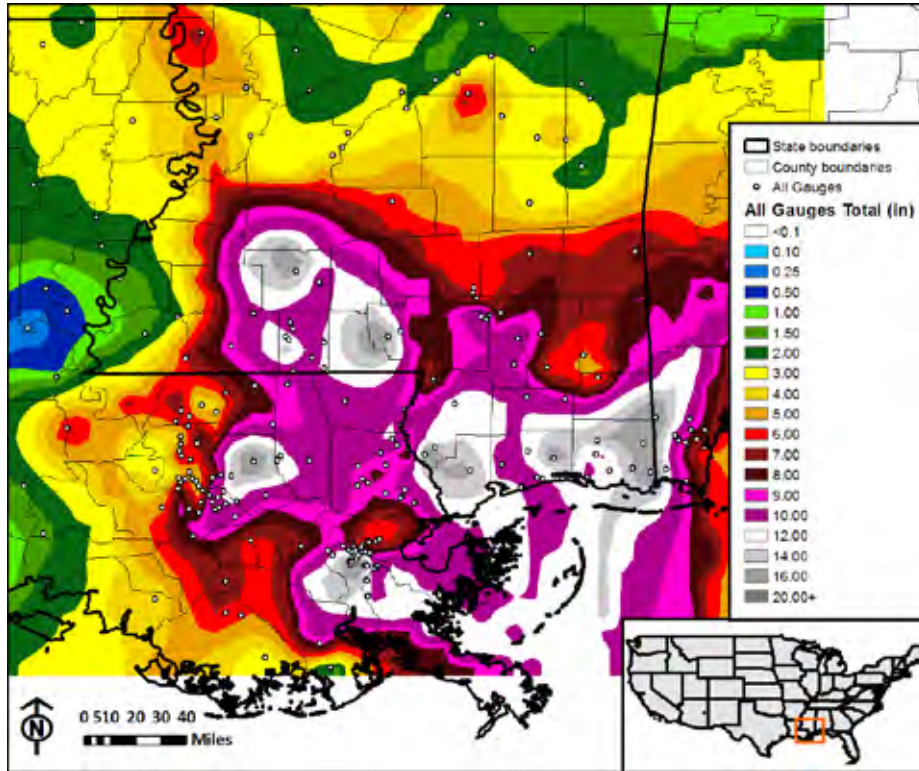 State boundaries
County boundaries
All Gauges
All Gauges Total (in)
<0.1
0.10
0.25
0.50
1.00
1.50
2.00
3.00
4.00
5.00
6.00
7.00
8.00
9.00
10.00
12.00
14.00
16.00
20.00+
N
0 510 20 30 40
Miles